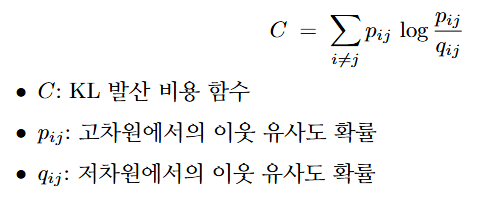 C = ∑_{i≠j} p_{ij} log \frac{p_{ij}}{q_{ij}}
• C: KL 발산 비용 함수
• p_{ij}: 고차원에서의 이웃 유사도 확률
• q_{ij}: 저차원에서의 이웃 유사도 확률